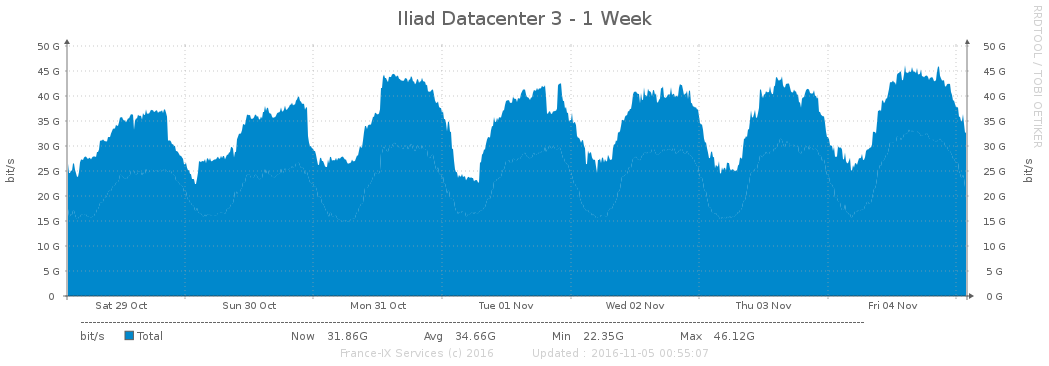 Iliad Datacenter 3 - 1 Week
RRDTOOL / TOBI OETIKER
50 G 50 G
45 G 45 G
40 G 40 G
35 G 35 G
30 G 30 G
25 G 25 G
20 G 20 G
15 G 15 G
10 G 10 G
5 G 5 G
0 0 G
bit/s
bit/s
Sat 29 Oct Sun 30 Oct Mon 31 Oct Tue 01 Nov Wed 02 Nov Thu 03 Nov Fri 04 Nov
bit/s Total Now 31.86G Avg 34.66G Min 22.35G Max 46.12G
France-IX Services (c) 2016 Updated : 2016-11-05 00:55:07